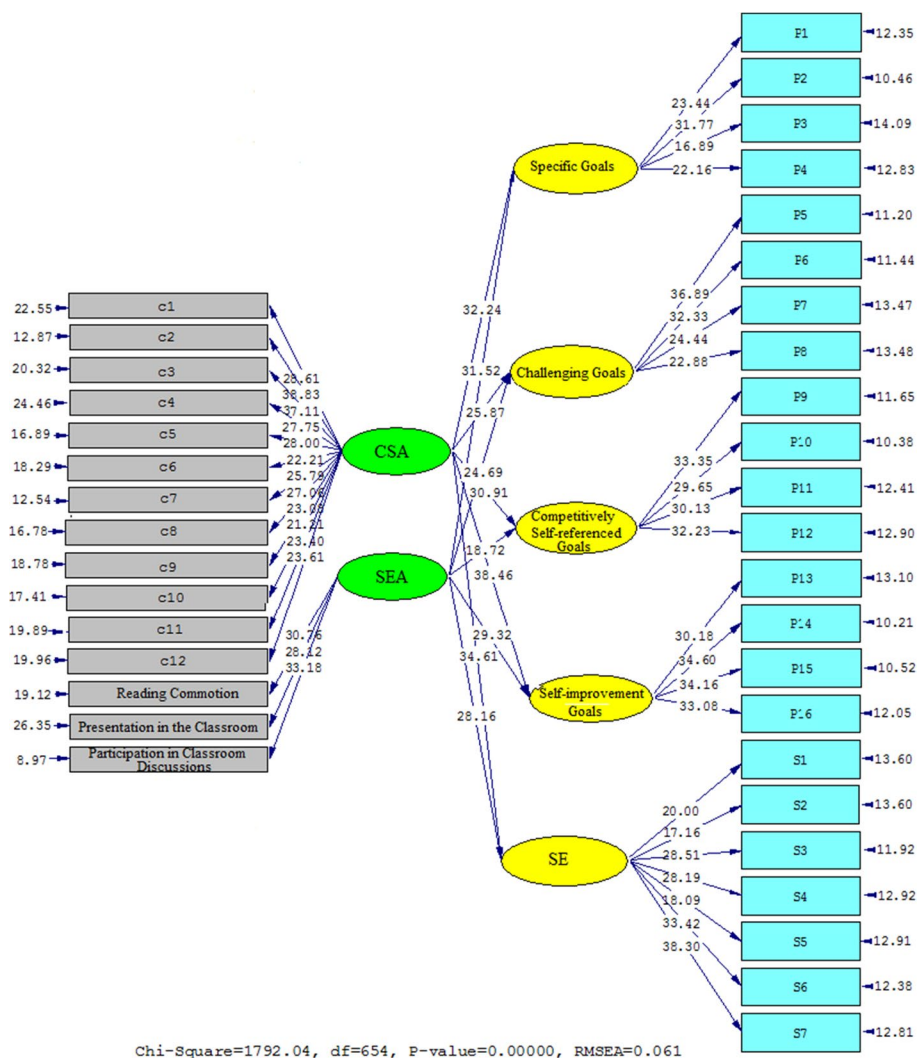 P1
12.35
P2
10.46
P3
14.09
P4
12.83
23.44
31.77
16.89
22.16
Specific Goals
P5
11.20
P6
11.44
P7
13.47
P8
13.48
36.89
32.33
24.44
22.88
Challenging Goals
P9
11.65
P10
10.38
P11
12.41
P12
12.90
33.35
29.65
30.13
32.23
Competitively
Self-referenced
Goals
P13
13.10
P14
10.21
P15
10.52
P16
12.05
30.18
34.60
34.16
33.08
Self-improvement
Goals
S1
13.60
S2
13.60
S3
11.92
S4
12.92
S5
12.91
S6
12.38
S7
12.81
20.00
17.16
28.51
28.19
18.09
33.42
38.30
SE
32.24
31.52
25.87
24.69
30.91
18.72
38.46
29.32
34.61
28.16
CSA
SEA
22.55
c1
12.87
c2
20.32
c3
24.46
c4
16.89
c5
18.29
c6
12.54
c7
16.78
c8
18.78
c9
17.41
c10
19.89
c11
19.96
c12
19.12
Reading Commotion
26.35
Presentation in the Classroom
8.97
Participation in Classroom
Discussions
37.11
27.75
28.00
22.21
25.79
21.21
23.40
23.61
30.76
28.12
33.18
Chi-Square=1792.04, df=654, P-value=0.00000, RMSEA=0.061